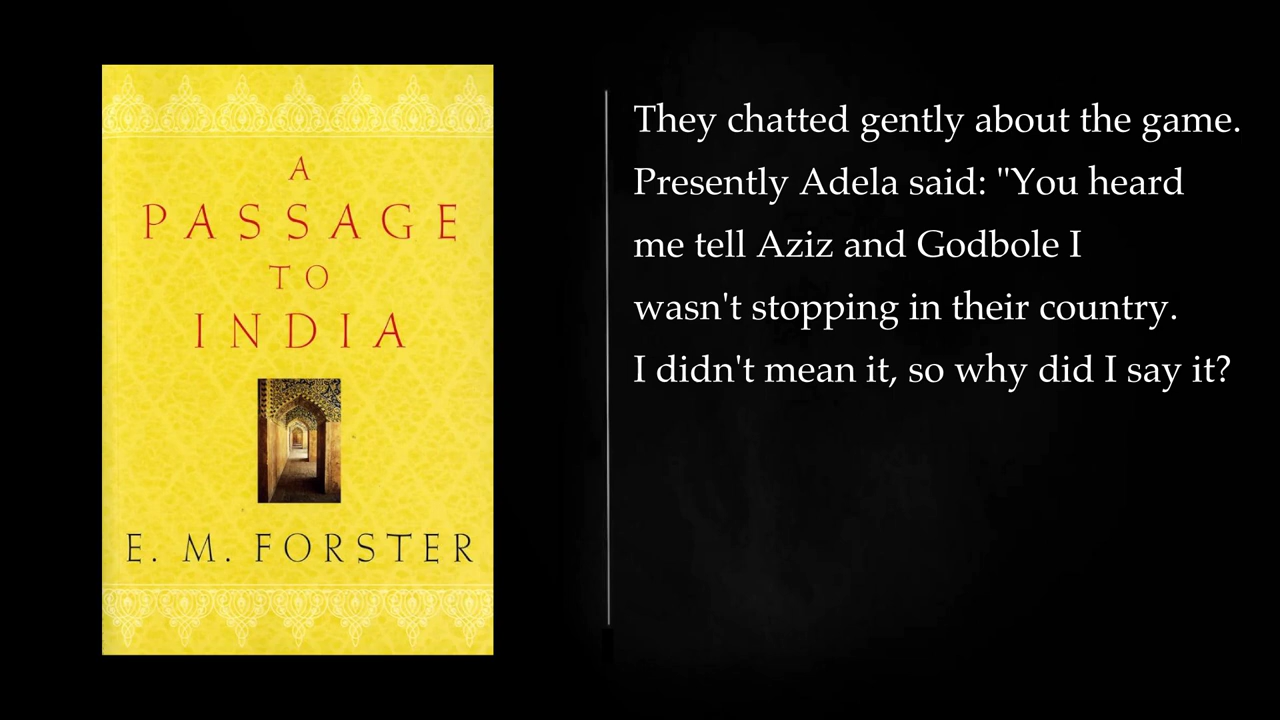 A
PASSAGE
TO
INDIA
E. M. FORSTER
They chatted gently about the game.
Presently Adela said: "You heard
me tell Aziz and Godbole I
wasn't stopping in their country.
I didn't mean it, so why did I say it?